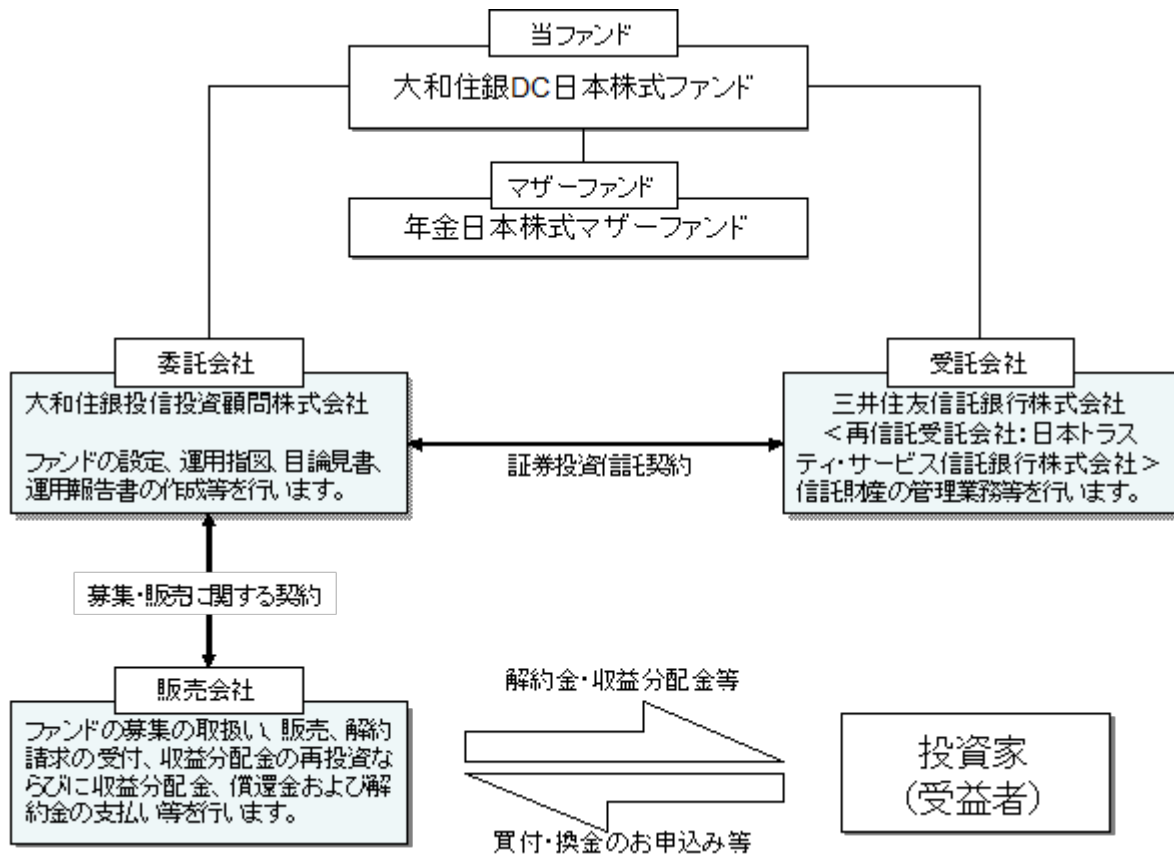 当ファンド
大和住銀DC日本株式ファンド
マザーファンド
年金日本株式マザーファンド
委託会社
大和住銀投信投資顧問株式会社
ファンドの設定、運用指図、目論見書、
運用報告書の作成等を行います。
証券投資信託契約
受託会社
三井住友信託銀行株式会社
＜再信託受託会社：日本トラス
ティ・サービス信託銀行株式会社＞
信託財産の管理業務等を行います。
募集・販売に関する契約
販売会社
ファンドの募集の取扱い、販売、解約
請求の受付、収益分配金の再投資な
らびに収益分配金、償還金および解
約金の支払い等を行います。
解約金・収益分配金等
買付・換金のお申込み等
投資家
（受益者）